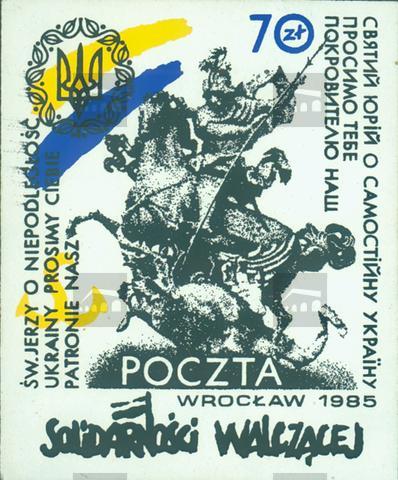 70 zł
СВЯТИЙ ЮРІЙ О САМОСТІЙНУ УКРАЇНУ
ПРОСИМО ТЕБЕ
ПОКРОВИТЕЛЮ НАШ
ŚW.JERZY O NIEPODLEGŁOŚĆ
UKRAINY PROSIMY CIEBIE
PATRONIE NASZ
POCZTA
WROCŁAW 1985
SOLIDARNOŚCI WALCZĄCEJ